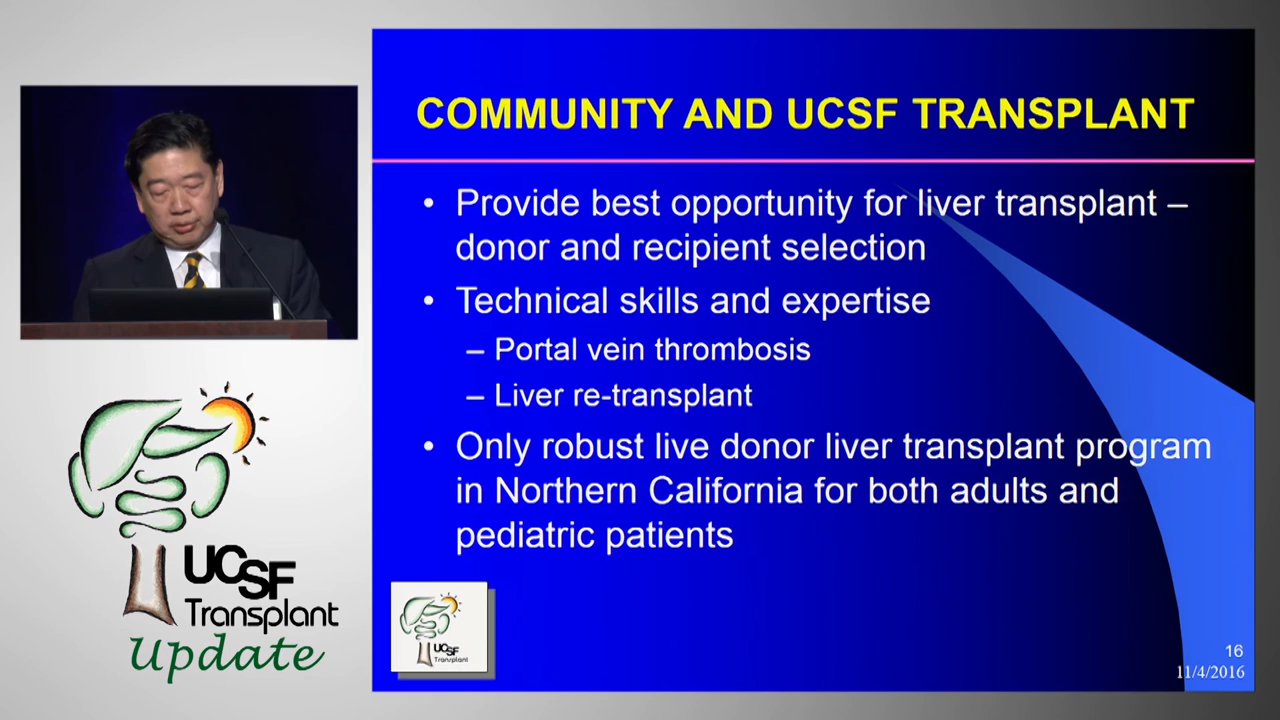 COMMUNITY AND UCSF TRANSPLANT
• Provide best opportunity for liver transplant –
donor and recipient selection
• Technical skills and expertise
– Portal vein thrombosis
– Liver re-transplant
• Only robust live donor liver transplant program
in Northern California for both adults and
pediatric patients
UCSF
Transplant
Update
UCSF
Transplant
16
11/4/2016